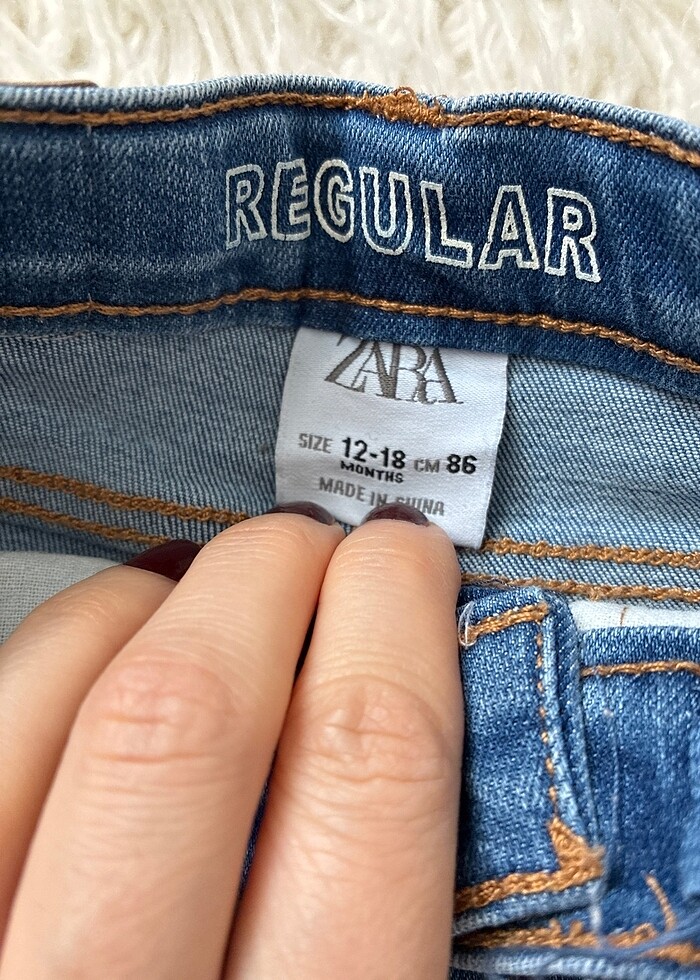 REGULAR
ZARA
SIZE 12-18 CM 86
MONTHS
MADE IN CHINA